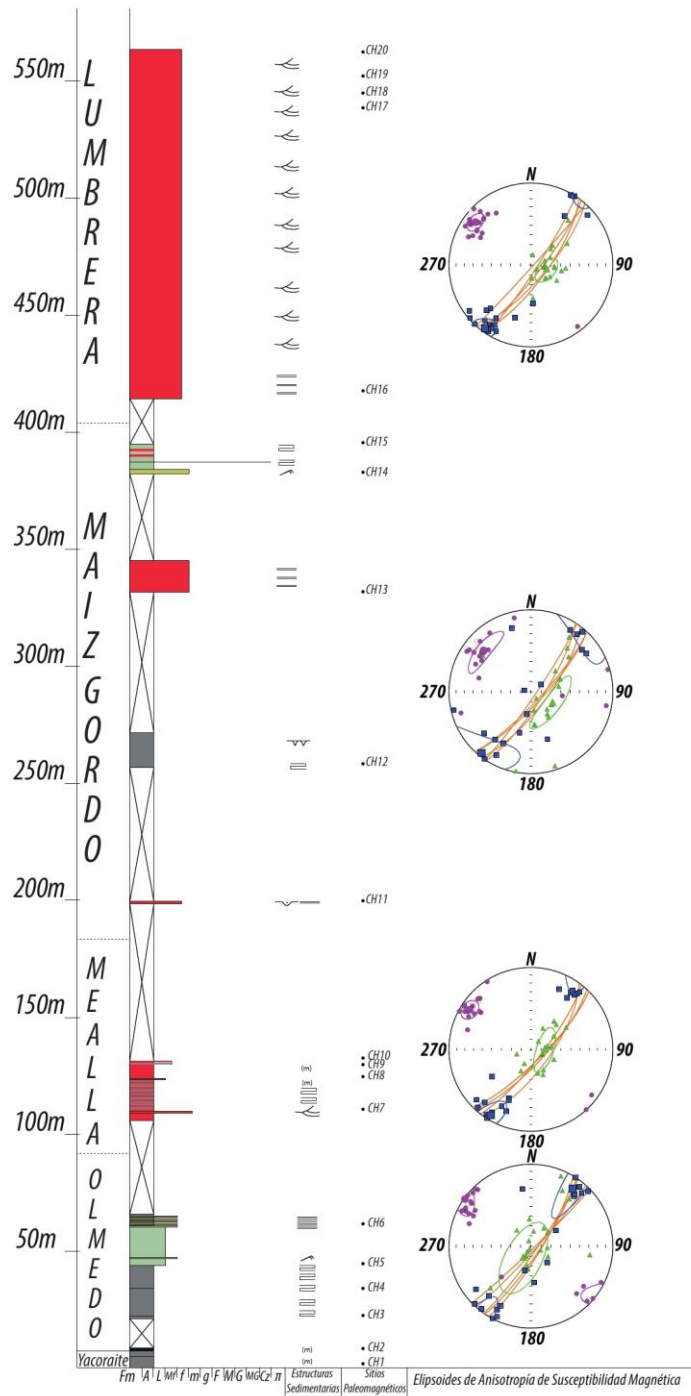 550m
500m
450m
400m
350m
300m
250m
200m
150m
100m
50m
LUMBRERA
MAIZ GORDO
MEALLA
OLMEDO
Yacoraite
CH20
CH19
CH18
CH17
CH16
CH15
CH14
CH13
CH12
CH11
CH10
CH9
CH8
CH7
CH6
CH5
CH4
CH3
CH2
CH1
(m)
(m)
(m)
(m)
N
270 90
180
N
270 90
180
N
270 90
180
N
270 90
180
Fm A L Mf f m g F M G MG Cz π
Estructuras Sedimentarias
Sitios Paleomagnéticos
Elipsoides de Anisotropía de Susceptibilidad Magnética